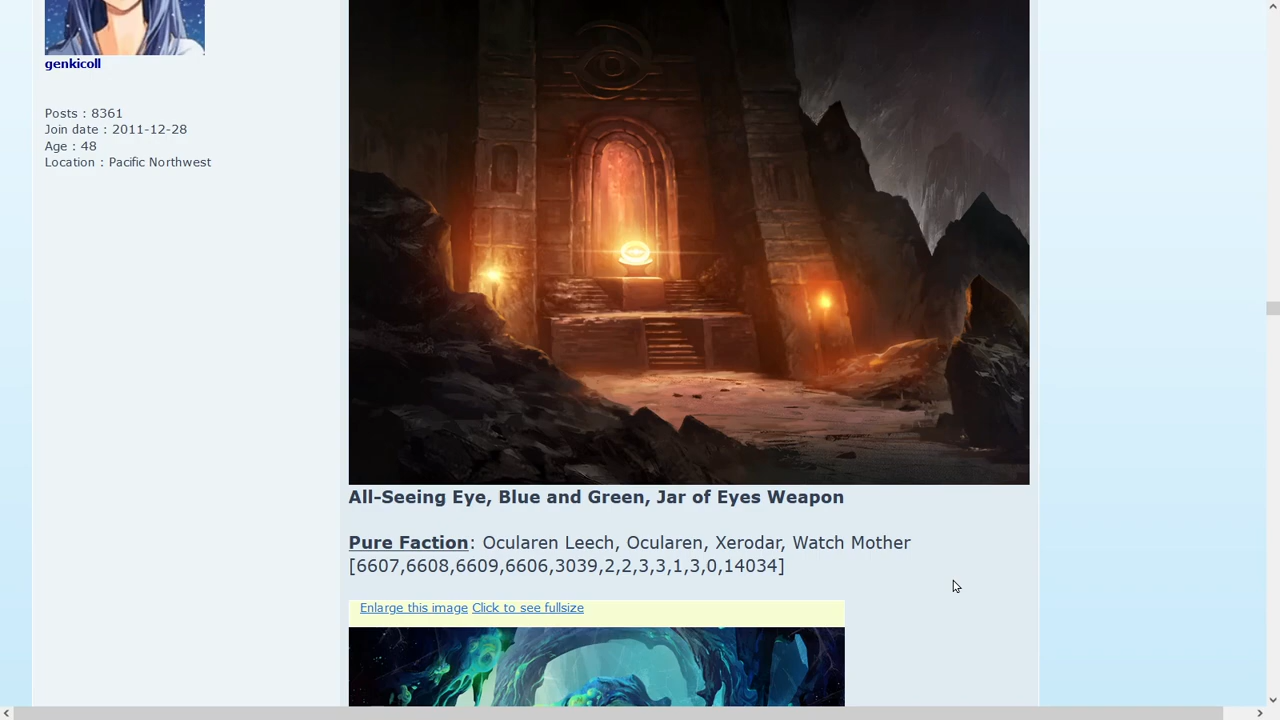 genkicoll
Posts : 8361
Join date : 2011-12-28
Age : 48
Location : Pacific Northwest
All-Seeing Eye, Blue and Green, Jar of Eyes Weapon
Pure Faction: Ocularen Leech, Ocularen, Xerodar, Watch Mother
[6607,6608,6609,6606,3039,2,2,3,3,1,3,0,14034]
Enlarge this image Click to see fullsize